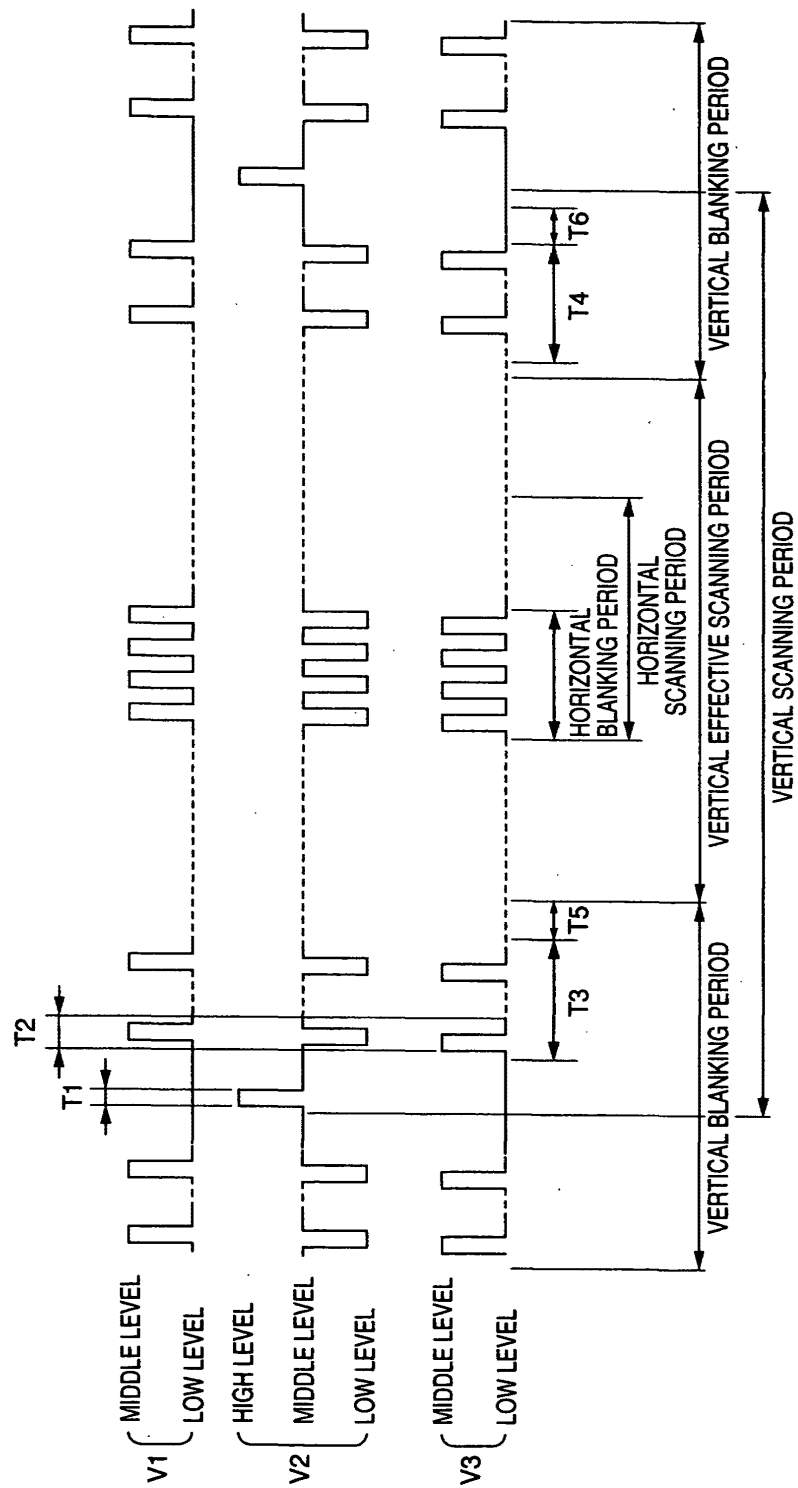 T2
T1
V1
MIDDLE LEVEL
LOW LEVEL
V2
HIGH LEVEL
MIDDLE LEVEL
LOW LEVEL
V3
MIDDLE LEVEL
LOW LEVEL
T3
T5
HORIZONTAL
BLANKING PERIOD
HORIZONTAL
SCANNING PERIOD
T4
T6
VERTICAL BLANKING PERIOD
VERTICAL EFFECTIVE SCANNING PERIOD
VERTICAL BLANKING PERIOD
VERTICAL SCANNING PERIOD